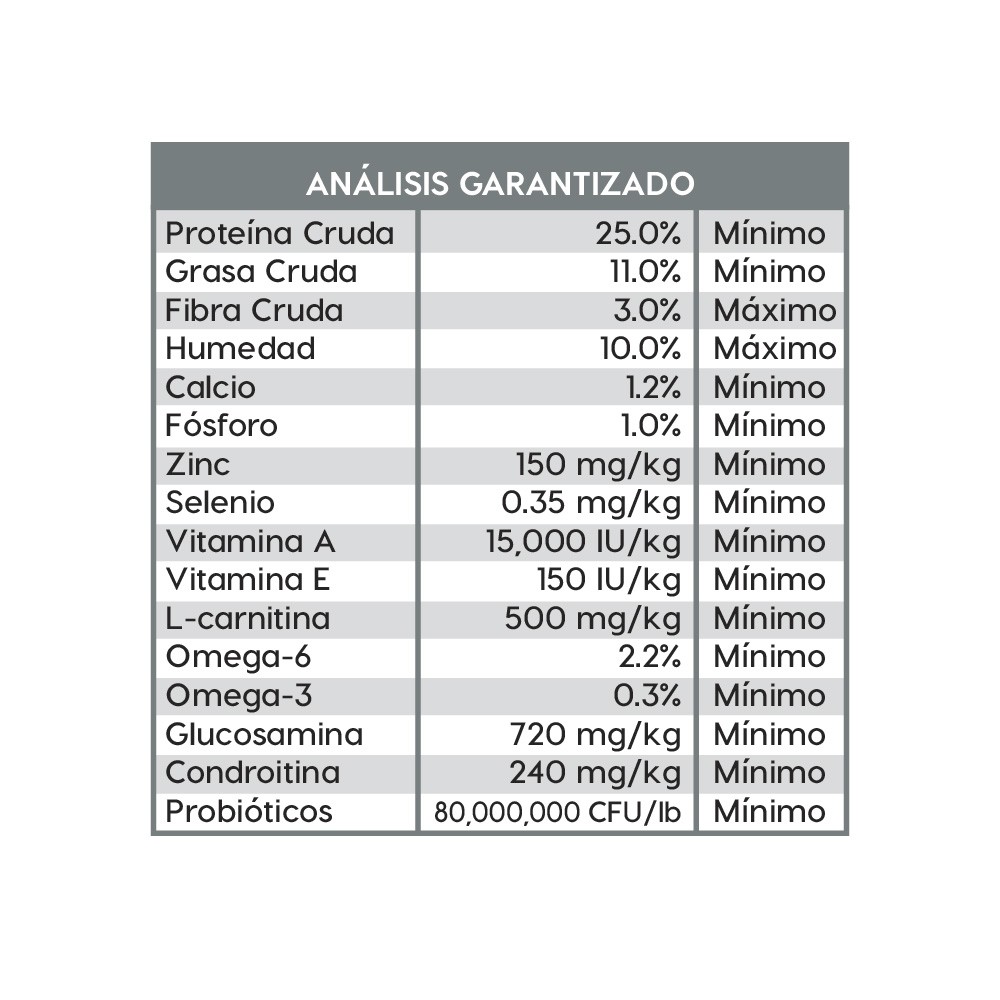 ANÁLISIS GARANTIZADO
Proteína Cruda 25.0% Mínimo
Grasa Cruda 11.0% Mínimo
Fibra Cruda 3.0% Máximo
Humedad 10.0% Máximo
Calcio 1.2% Mínimo
Fósforo 1.0% Mínimo
Zinc 150 mg/kg Mínimo
Selenio 0.35 mg/kg Mínimo
Vitamina A 15,000 IU/kg Mínimo
Vitamina E 150 IU/kg Mínimo
L-carnitina 500 mg/kg Mínimo
Omega-6 2.2% Mínimo
Omega-3 0.3% Mínimo
Glucosamina 720 mg/kg Mínimo
Condroitina 240 mg/kg Mínimo
Probióticos 80,000,000 CFU/lb Mínimo